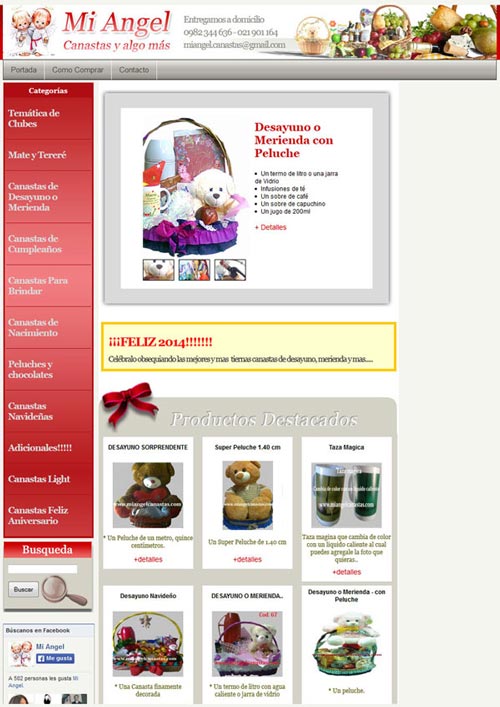 Mi Angel
Canastas y algo más
Entregamos a domicilio
0982 344 636 - 021 901 164
miangel.canastas@gmail.com
Portada
Como Comprar
Contacto
Categorías
Temática de
Clubes
Mate y Tereré
Canastas de
Desayuno o
Merienda
Canastas de
Cumpleaños
Canastas Para
Brindar
Canastas de
Nacimiento
Peluches y
chocolates
Canastas
Navideñas
Adicionales!!!!!
Canastas Light
Canastas Feliz
Aniversario
Busqueda
Buscar
Búscanos en Facebook
Mi Angel
Me gusta
A 502 personas les gusta Mi
Angel.
Desayuno o
Merienda con
Peluche
Un termo de litro o una jarra
de Vidrio
Infusiones de té
Un sobre de café
Un sobre de capuchino
Un jugo de 200ml
+ Detalles
¡¡¡FELIZ 2014!!!!!!!
Celébralo obsequiando las mejores y mas tiernas canastas de desayuno, merienda y mas.....
Productos Destacados
DESAYUNO SORPRENDENTE
www.miangelcanastas.com
* Un Peluche de un metro, quince
centimetros.
+detalles
Super Peluche 1.40 cm
www.miangelcanastas.com
Un Super Peluche de 1.40 cm
+detalles
Taza Magica
Taza magica
Cambia de color con un liquido caliente
www.miangelcanastas.com
Taza magica que cambia de color
con un liquido caliente al cual
puedes agregale la foto que
quieras..
+detalles
Desayuno Navideño
www.miangelcanastas.com
* Una Canasta finamente
decorada
DESAYUNO O MERIENDA..
Cod. 67
www.miangelcanastas.com
* Un termo de litro con agua
caliente o jarra de vidrio
Desayuno o Merienda - con
Peluche
www.miangelcanastas.com
* Un peluche.